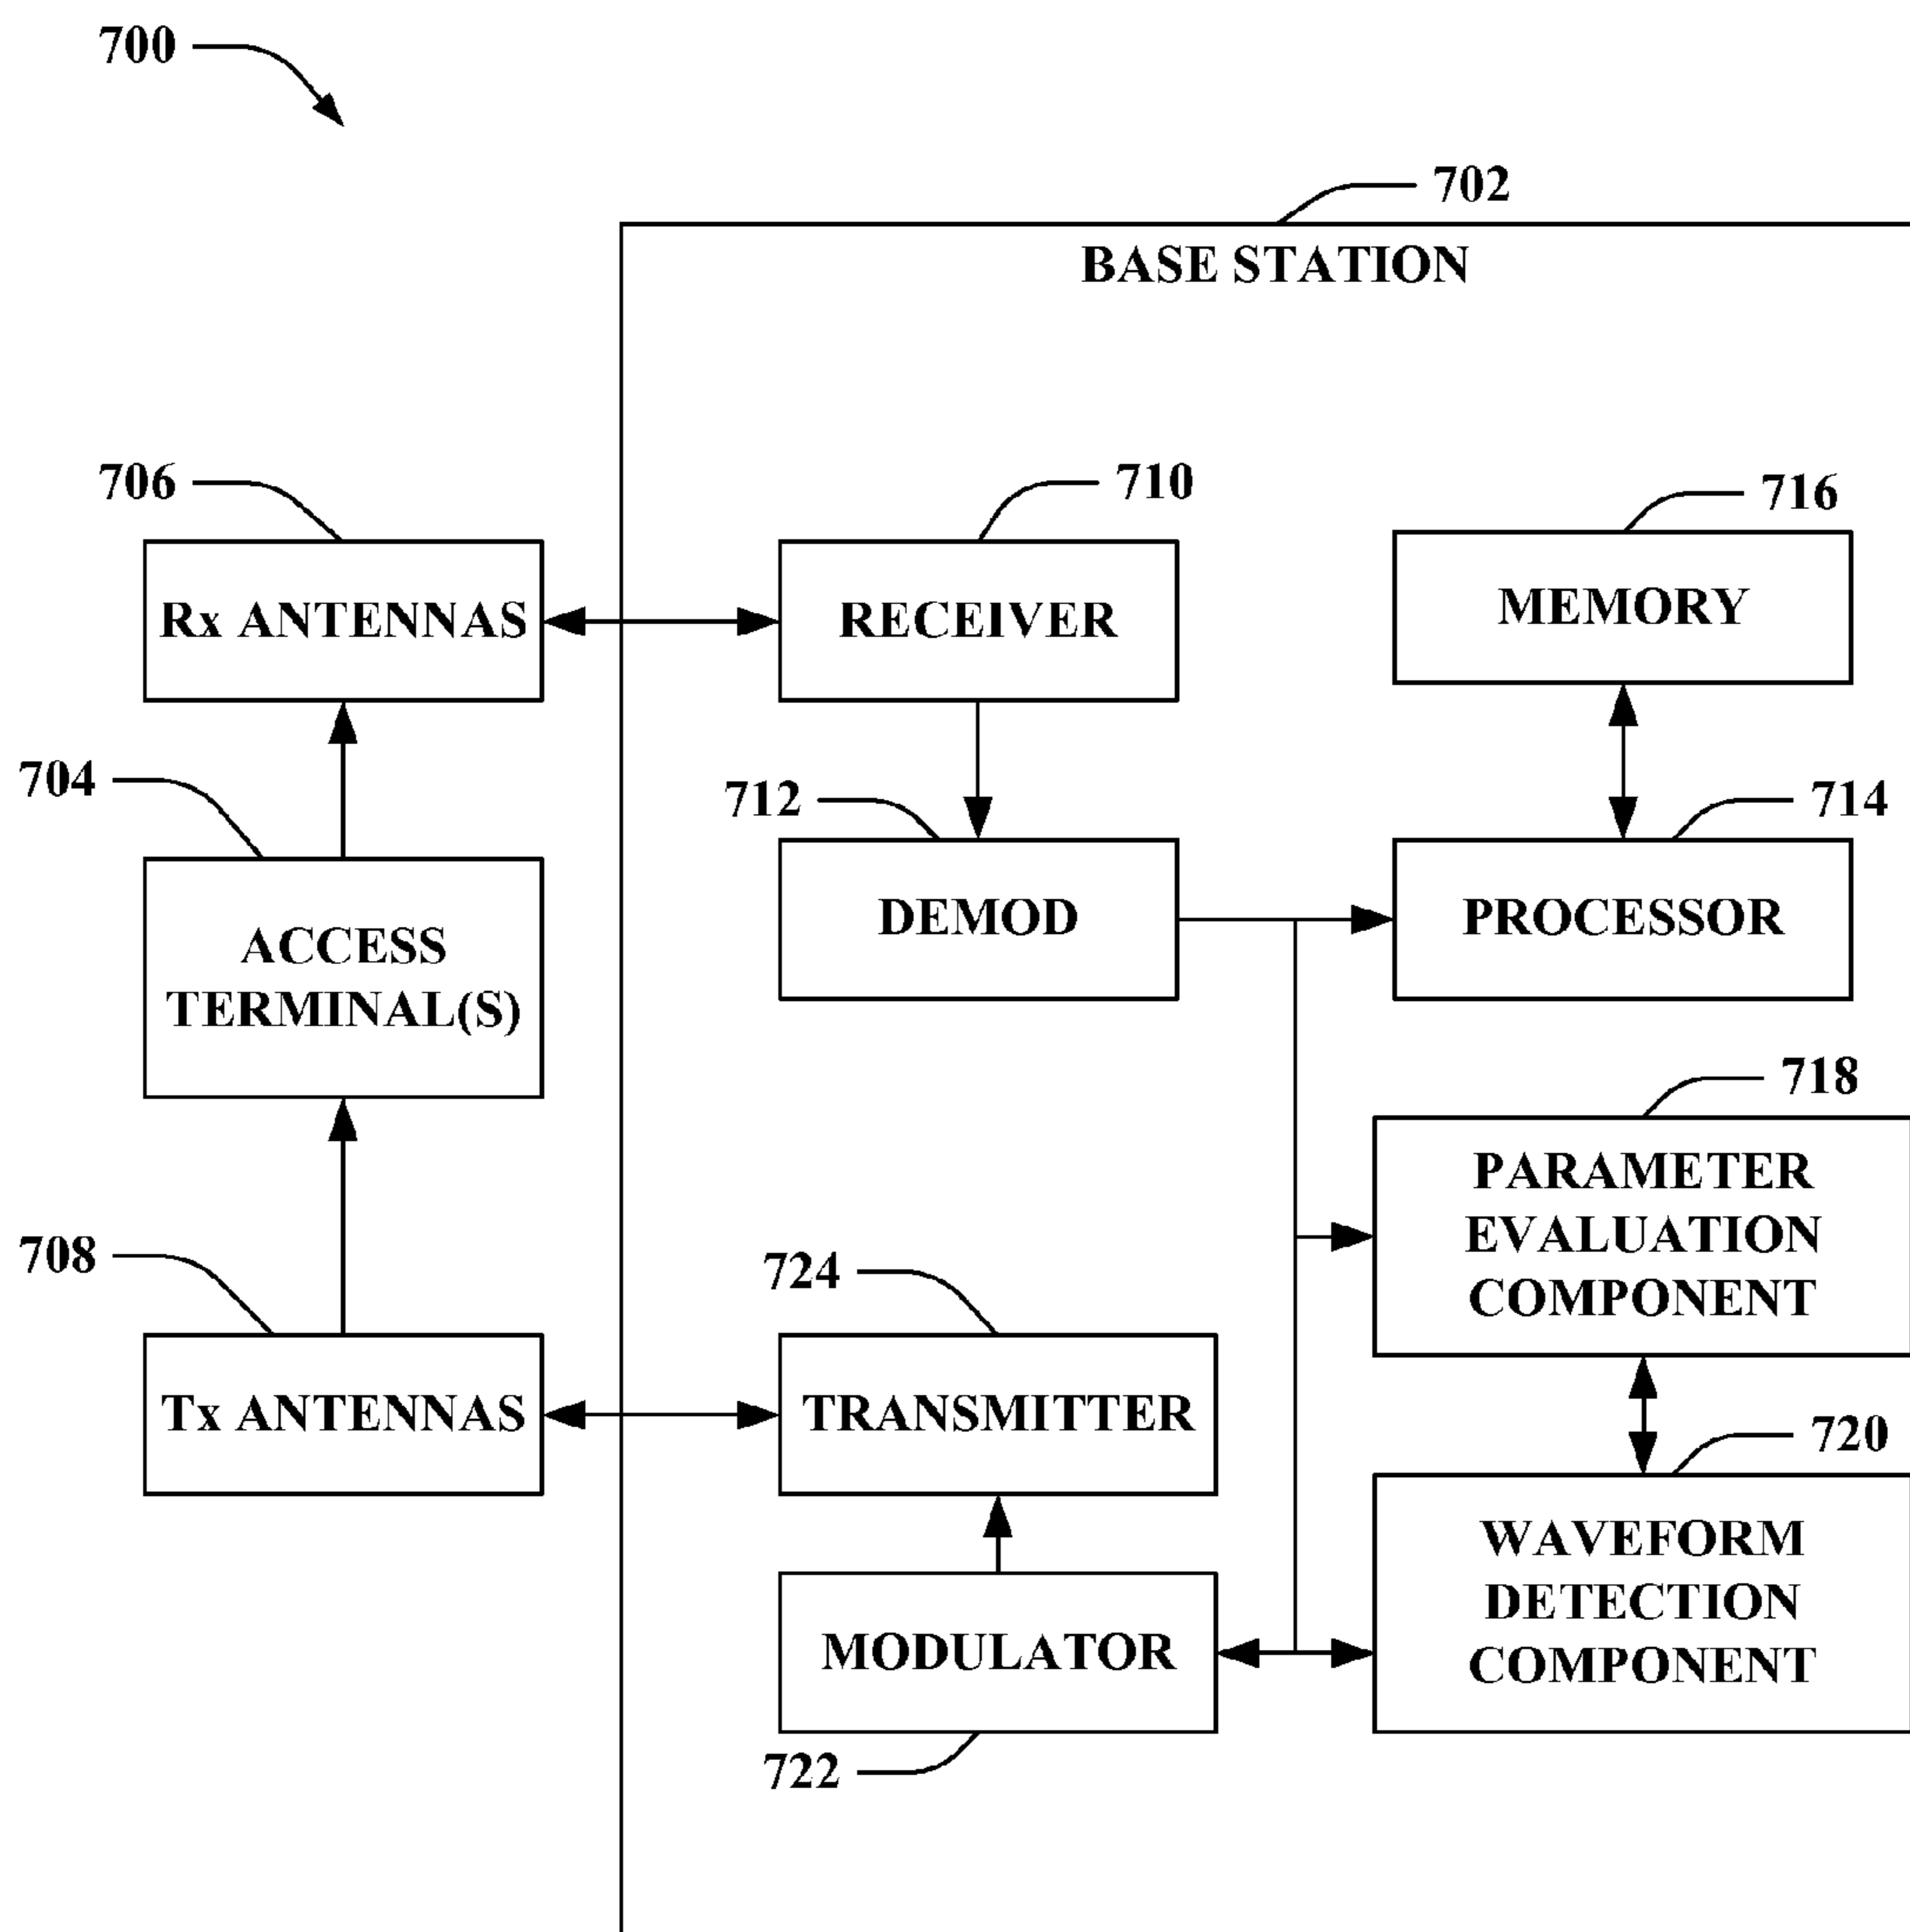 700
702
BASE STATION
706
710
716
Rx ANTENNAS
RECEIVER
MEMORY
704
712
714
ACCESS
TERMINAL(S)
DEMOD
PROCESSOR
718
PARAMETER
EVALUATION
COMPONENT
708
724
Tx ANTENNAS
TRANSMITTER
720
WAVEFORM
DETECTION
COMPONENT
MODULATOR
722